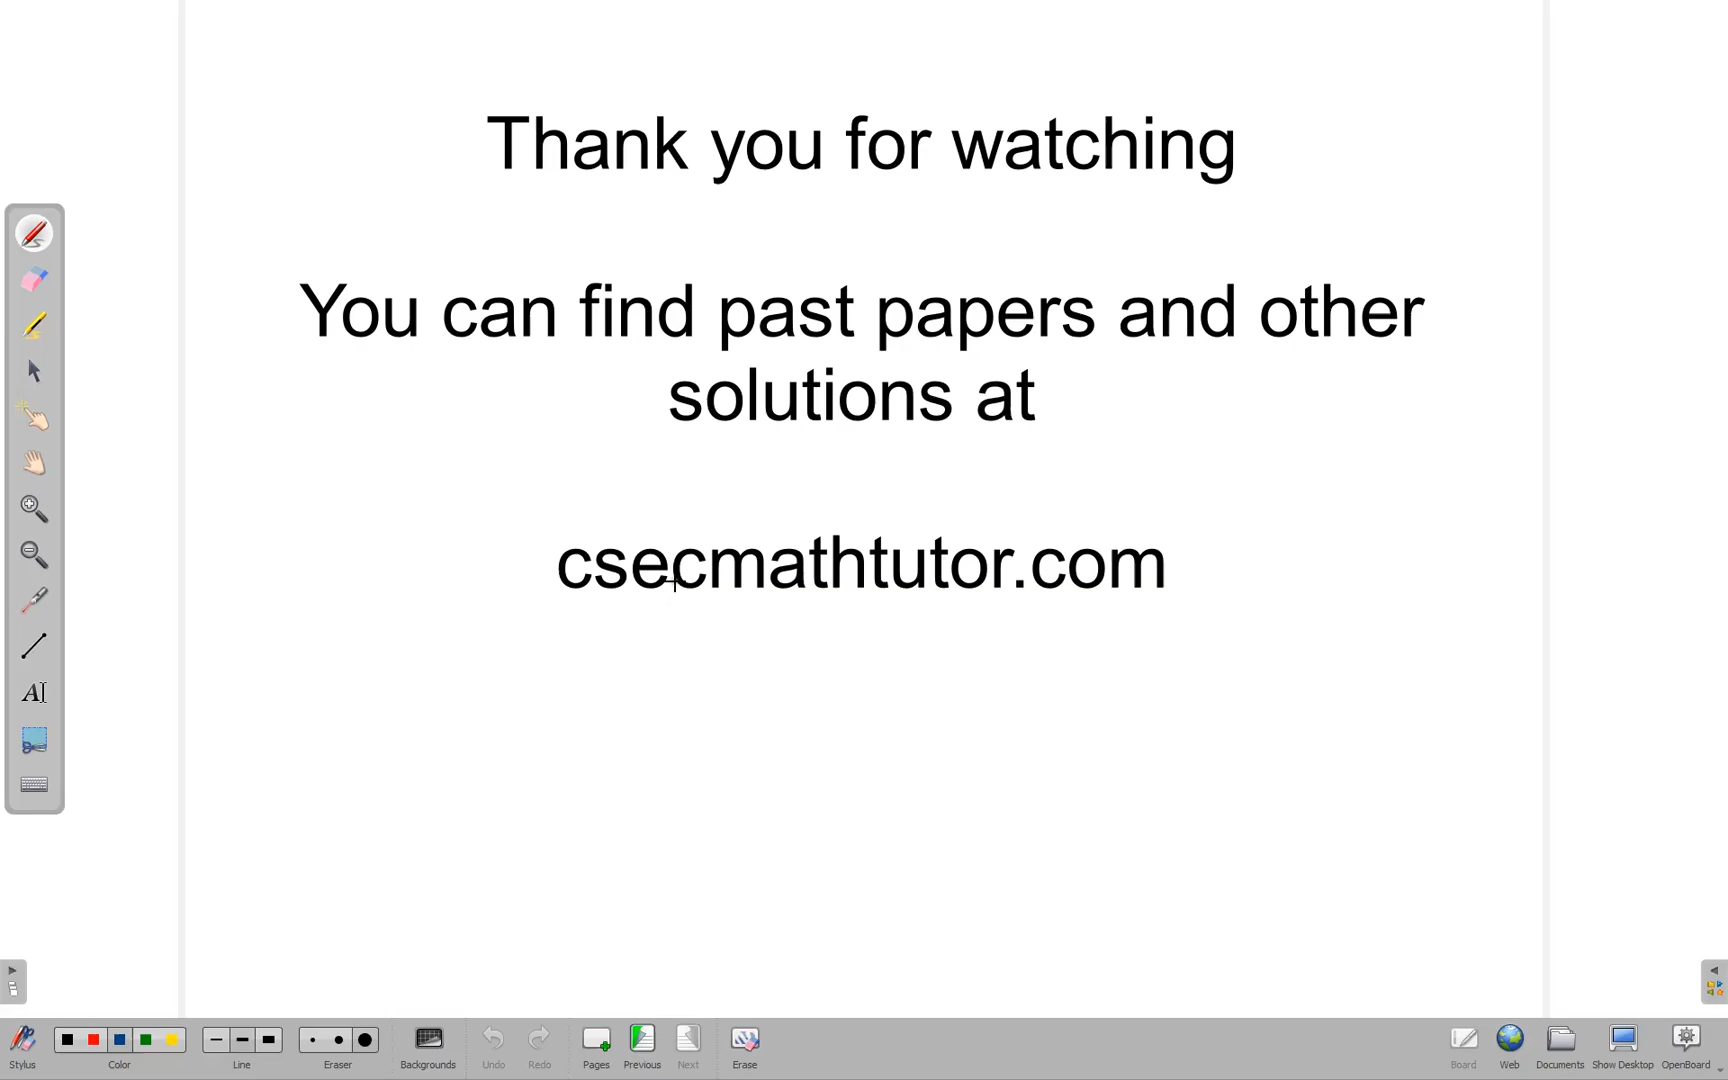 Thank you for watching
You can find past papers and other
solutions at
csecmathtutor.com
Stylus
Color
Line
Eraser
Backgrounds
Undo
Redo
Pages
Previous
Next
Erase
Board
Web
Documents
Show Desktop
OpenBoard